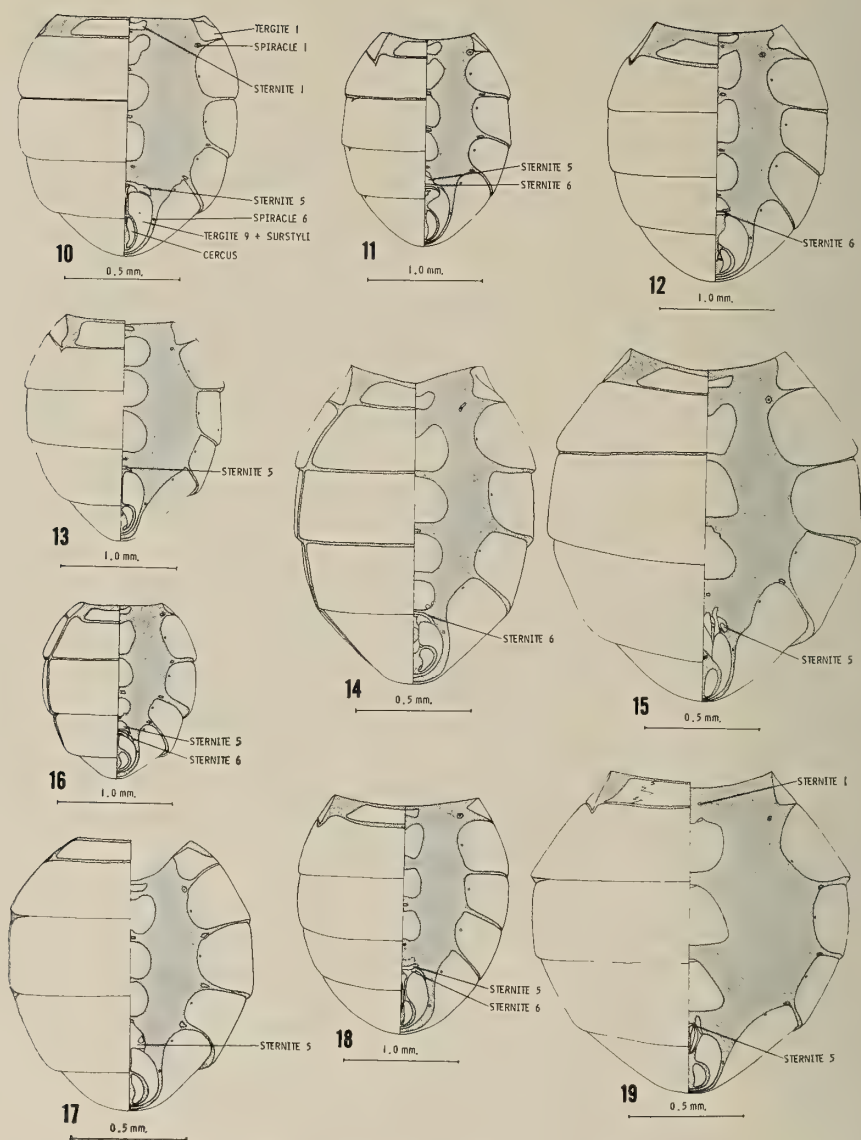 TERGITE 1
SPIRACLE 1
STERNITE 1
STERNITE 5
SPIRACLE 6
TERGITE 9 + SURSTYLI
CERCUS
10
0.5 mm.
STERNITE 5
STERNITE 6
11
1.0 mm.
STERNITE 6
12
1.0 mm.
STERNITE 5
13
1.0 mm.
STERNITE 6
14
0.5 mm.
STERNITE 5
15
0.5 mm.
STERNITE 5
STERNITE 6
16
1.0 mm.
STERNITE 5
17
0.5 mm.
STERNITE 5
STERNITE 6
18
1.0 mm.
STERNITE 1
STERNITE 5
19
0.5 mm.